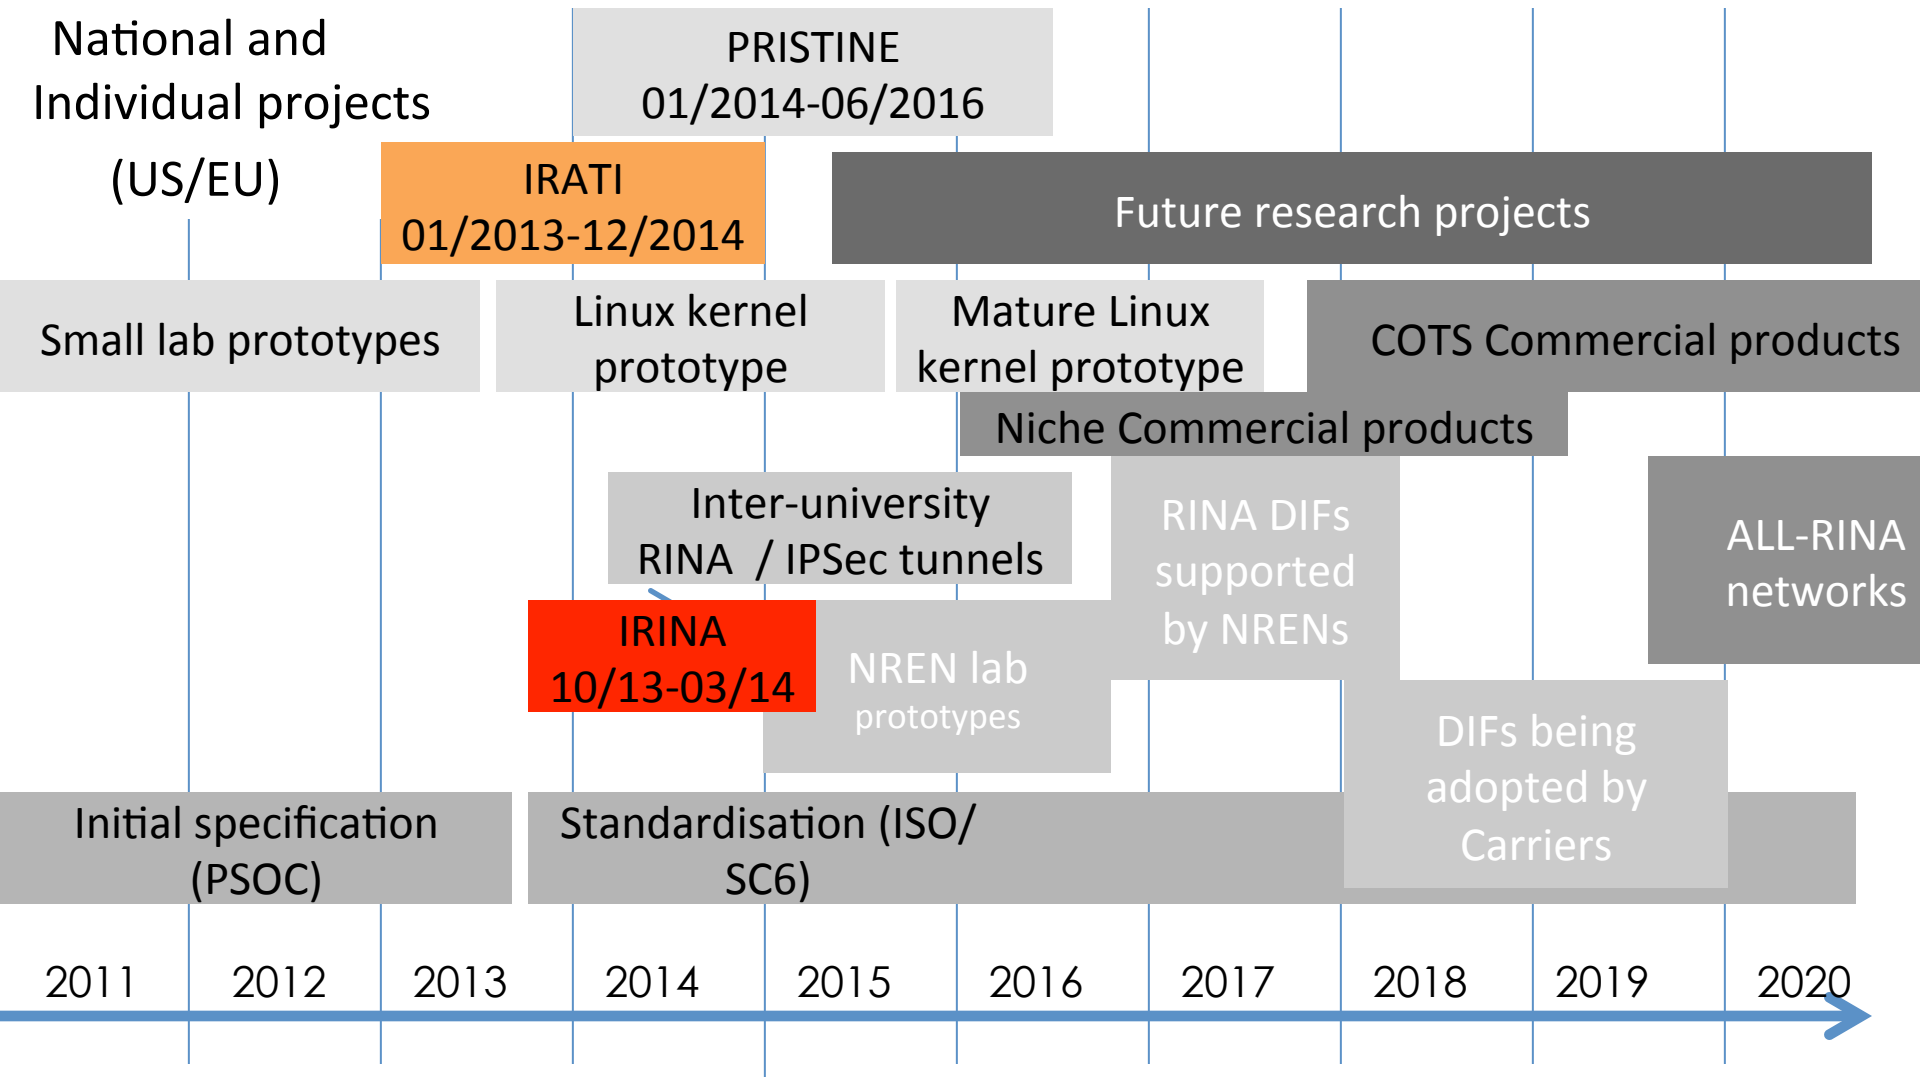 National and
Individual projects
(US/EU)
PRISTINE
01/2014-06/2016
IRATI
01/2013-12/2014
Future research projects
Small lab prototypes
Linux kernel
prototype
Mature Linux
kernel prototype
COTS Commercial products
Niche Commercial products
Inter-university
RINA / IPSec tunnels
RINA DIFs
supported
by NRENs
ALL-RINA
networks
IRINA
10/13-03/14
NREN lab
prototypes
DIFs being
adopted by
Carriers
Initial specification
(PSOC)
Standardisation (ISO/
SC6)
2011 2012 2013 2014 2015 2016 2017 2018 2019 2020